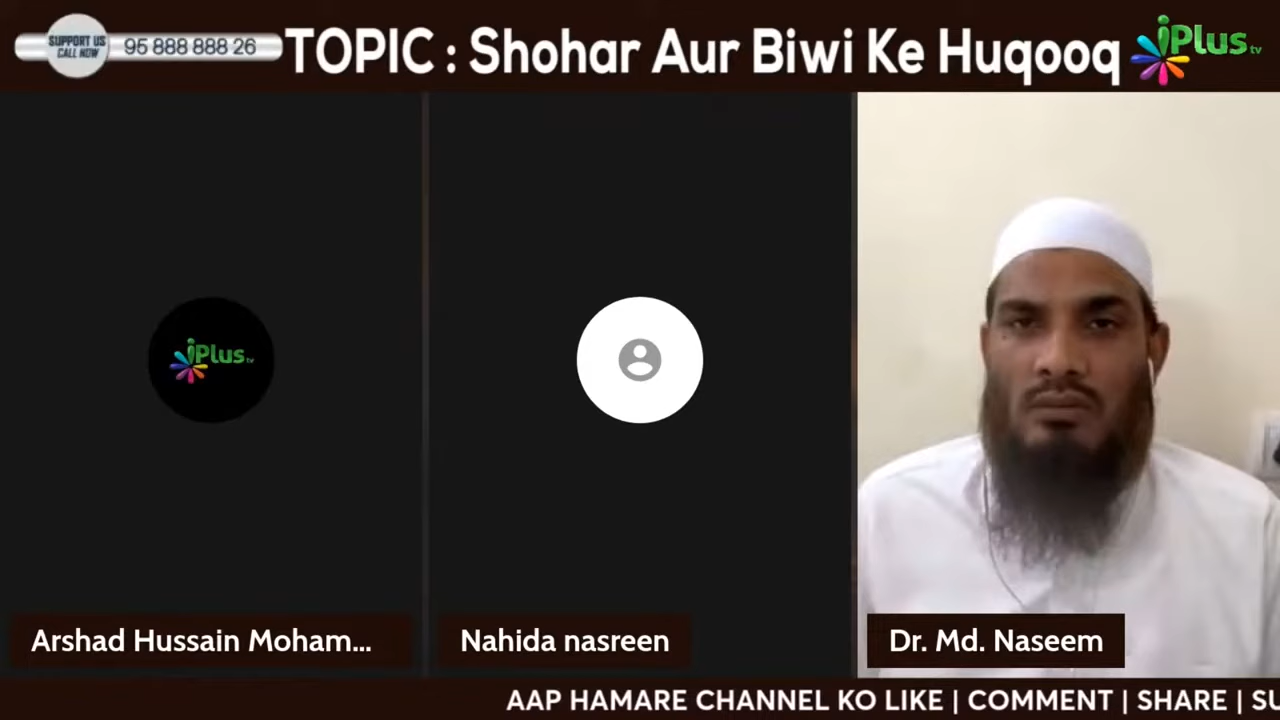 SUPPORT US
CALL NOW
95 888 888 26
TOPIC : Shohar Aur Biwi Ke Huqooq
iPlus tv
iPlus tv
Arshad Hussain Moham...
Nahida nasreen
Dr. Md. Naseem
AAP HAMARE CHANNEL KO LIKE | COMMENT | SHARE | SU